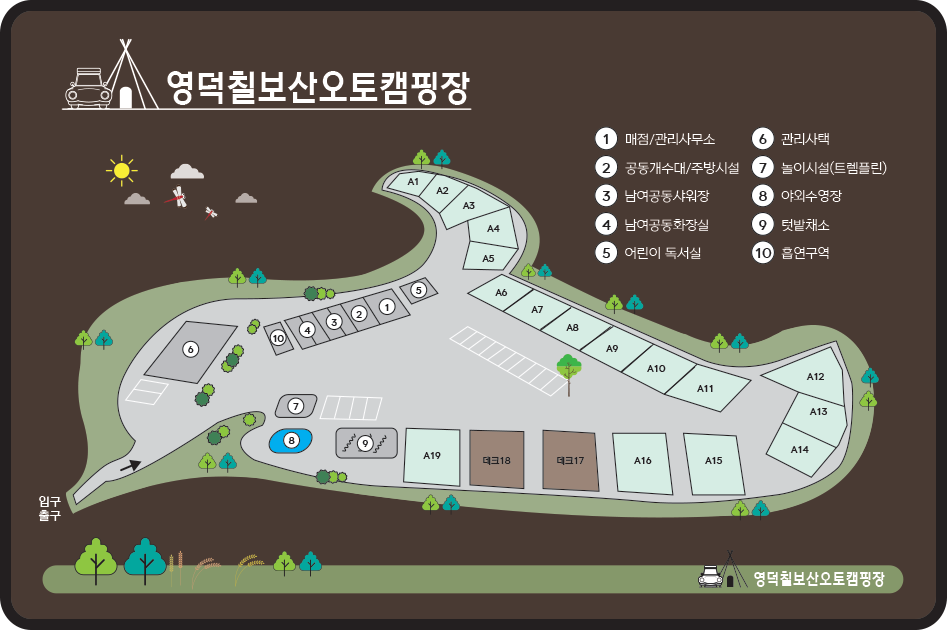 영덕칠보산오토캠핑장
1 매점/관리사무소
2 공동개수대/주방시설
3 남여공동샤워장
4 남여공동화장실
5 어린이 독서실
6 관리사택
7 놀이시설(트렘플린)
8 야외수영장
9 텃밭채소
10 흡연구역
A1
A2
A3
A4
A5
A6
A7
A8
A9
A10
A11
A12
A13
A14
5
1
2
3
4
10
6
7
8
9
A19
데크18
데크17
A16
A15
입구
출구
영덕칠보산오토캠핑장